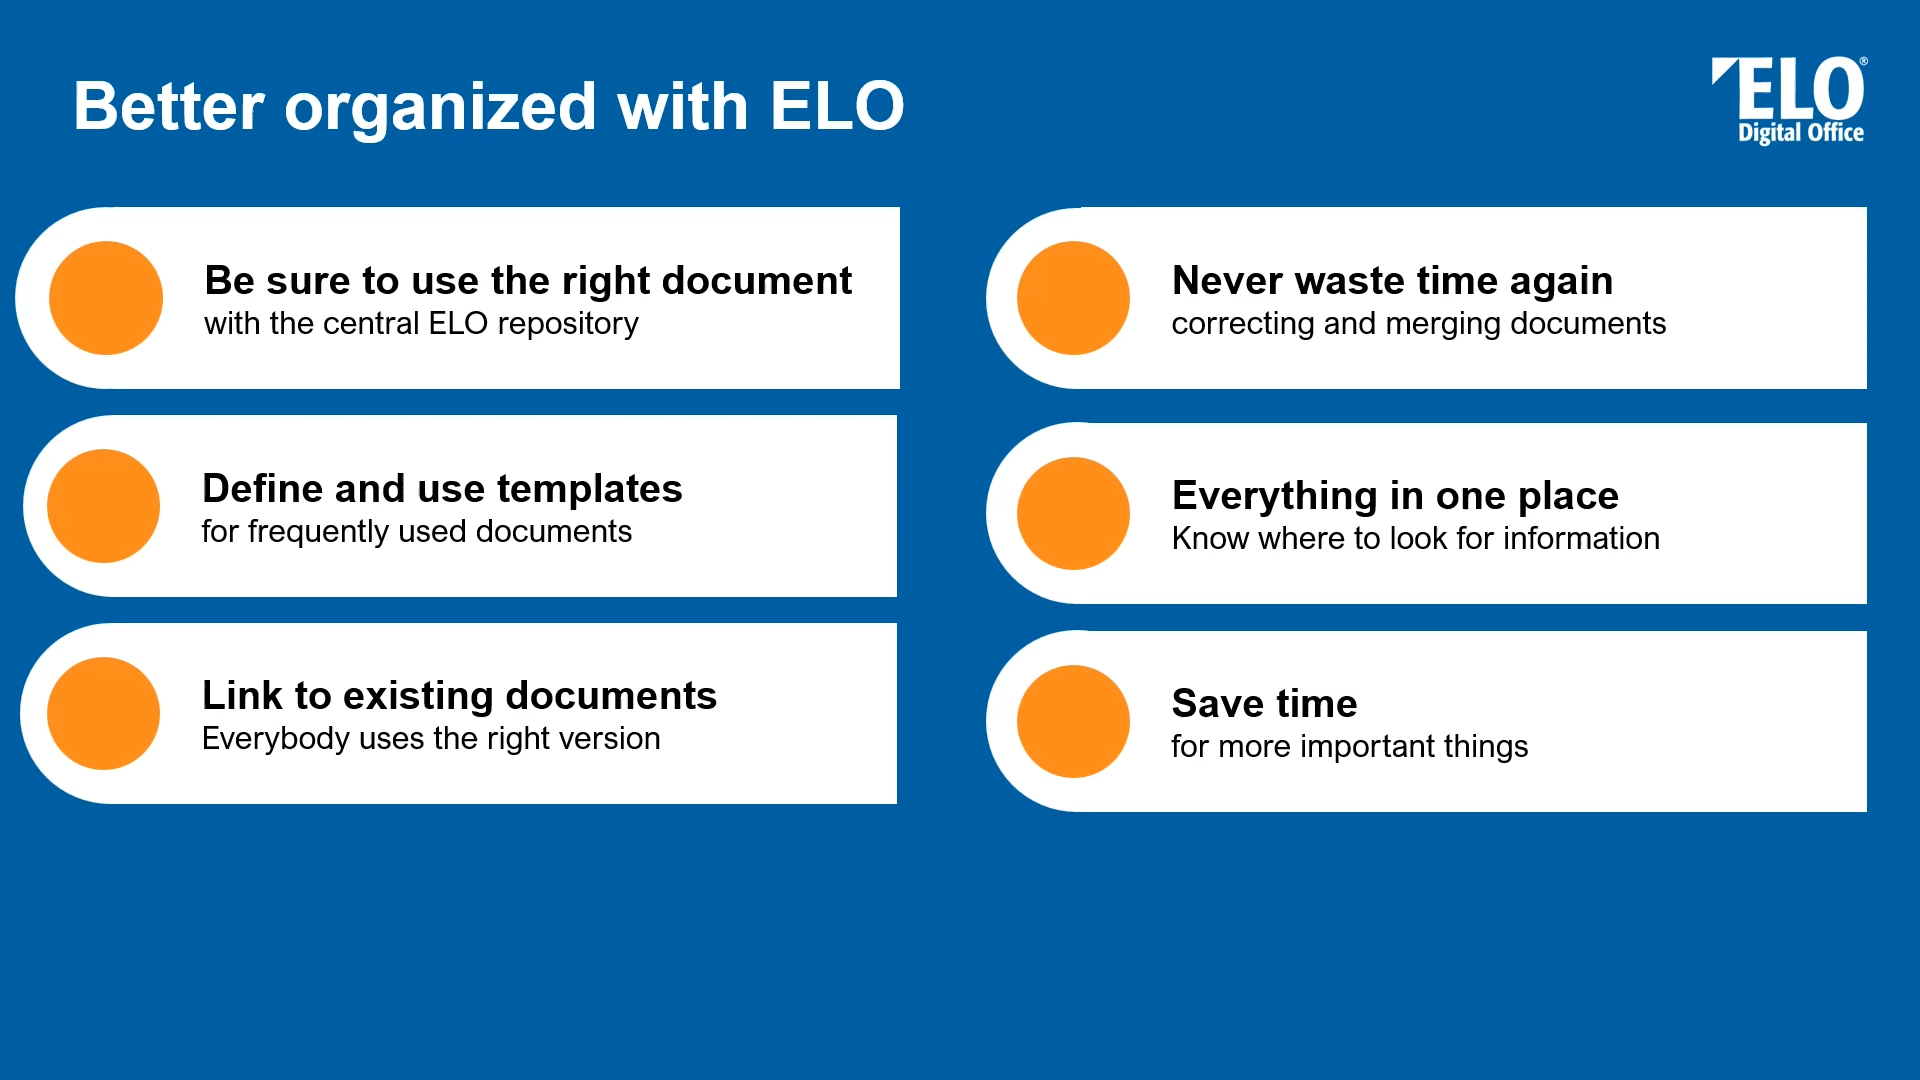 Better organized with ELO
ELO®
Digital Office
Be sure to use the right document
with the central ELO repository
Define and use templates
for frequently used documents
Link to existing documents
Everybody uses the right version
Never waste time again
correcting and merging documents
Everything in one place
Know where to look for information
Save time
for more important things